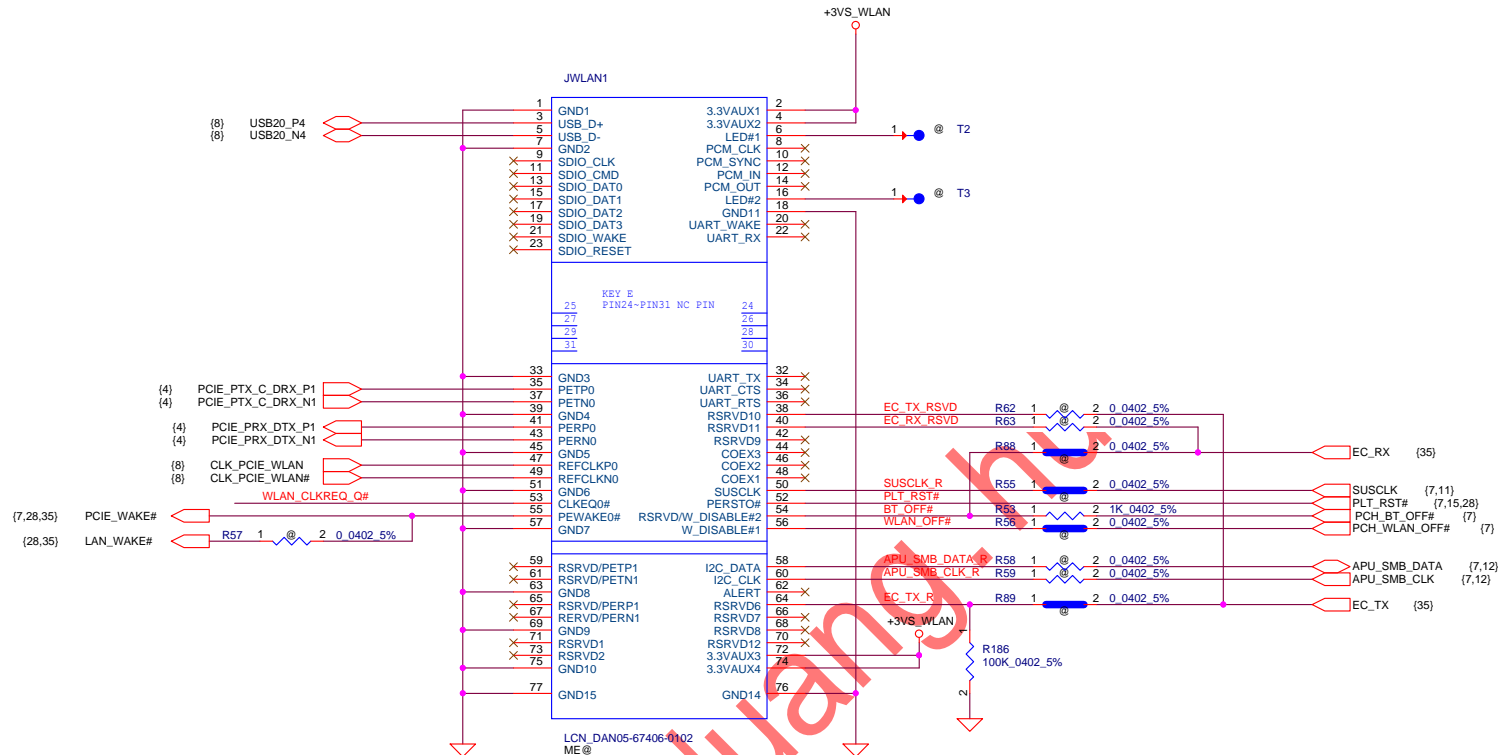 +3VS_WLAN
JWLAN1
1 GND1 3.3VAUX1 2
{8} USB20_P4 3 USB_D+ 3.3VAUX2 4
{8} USB20_N4 5 USB_D- LED#1 6 1 @ T2
7 GND2 PCM_CLK 8
9 SDIO_CLK PCM_SYNC 10
11 SDIO_CMD PCM_IN 12
13 SDIO_DAT0 PCM_OUT 14
15 SDIO_DAT1 LED#2 16 1 @ T3
17 SDIO_DAT2 GND11 18
19 SDIO_DAT3 UART_WAKE 20
21 SDIO_WAKE UART_RX 22
23 SDIO_RESET
KEY E
PIN24~PIN31 NC PIN
25 24
27 26
29 28
31 30
33 GND3 UART_TX 32
{4} PCIE_PTX_C_DRX_P1 35 PETP0 UART_CTS 34
{4} PCIE_PTX_C_DRX_N1 37 PETN0 UART_RTS 36
39 GND4 RSRVD10 38 EC_TX_RSVD R62 1 @ 2 0_0402_5%
{4} PCIE_PRX_DTX_P1 41 PERP0 RSRVD11 40 EC_RX_RSVD R63 1 @ 2 0_0402_5%
{4} PCIE_PRX_DTX_N1 43 PERN0 RSRVD9 42
45 GND5 COEX3 44 R88 1 @ 2 0_0402_5% EC_RX {35}
{8} CLK_PCIE_WLAN 47 REFCLKP0 COEX2 46
{8} CLK_PCIE_WLAN# 49 REFCLKN0 COEX1 48
51 GND6 SUSCLK 50 SUSCLK_R R55 1 @ 2 0_0402_5% SUSCLK {7,11}
WLAN_CLKREQ_Q# 53 CLKEQ0# PERSTO# 52 PLT_RST# PLT_RST# {7,15,28}
{7,28,35} PCIE_WAKE# 55 PEWAKE0# RSRVD/W_DISABLE#2 54 BT_OFF# R53 1 2 1K_0402_5% PCH_BT_OFF# {7}
57 GND7 W_DISABLE#1 56 WLAN_OFF# R56 1 @ 2 0_0402_5% PCH_WLAN_OFF# {7}
{28,35} LAN_WAKE# R57 1 @ 2 0_0402_5%
59 RSRVD/PETP1 I2C_DATA 58 APU_SMB_DATA_R R58 1 @ 2 0_0402_5% APU_SMB_DATA {7,12}
61 RSRVD/PETN1 I2C_CLK 60 APU_SMB_CLK_R R59 1 @ 2 0_0402_5% APU_SMB_CLK {7,12}
63 GND8 ALERT 62
65 RSRVD/PERP1 RSRVD6 64 EC_TX_R R89 1 @ 2 0_0402_5% EC_TX {35}
67 RERVD/PERN1 RSRVD7 66
69 GND9 RSRVD8 68 +3VS_WLAN
71 RSRVD1 RSRVD12 70
73 RSRVD2 3.3VAUX3 72
75 GND10 3.3VAUX4 74
1 R186
100K_0402_5%
2
77 GND15 GND14 76
LCN_DAN05-67406-0102
ME@